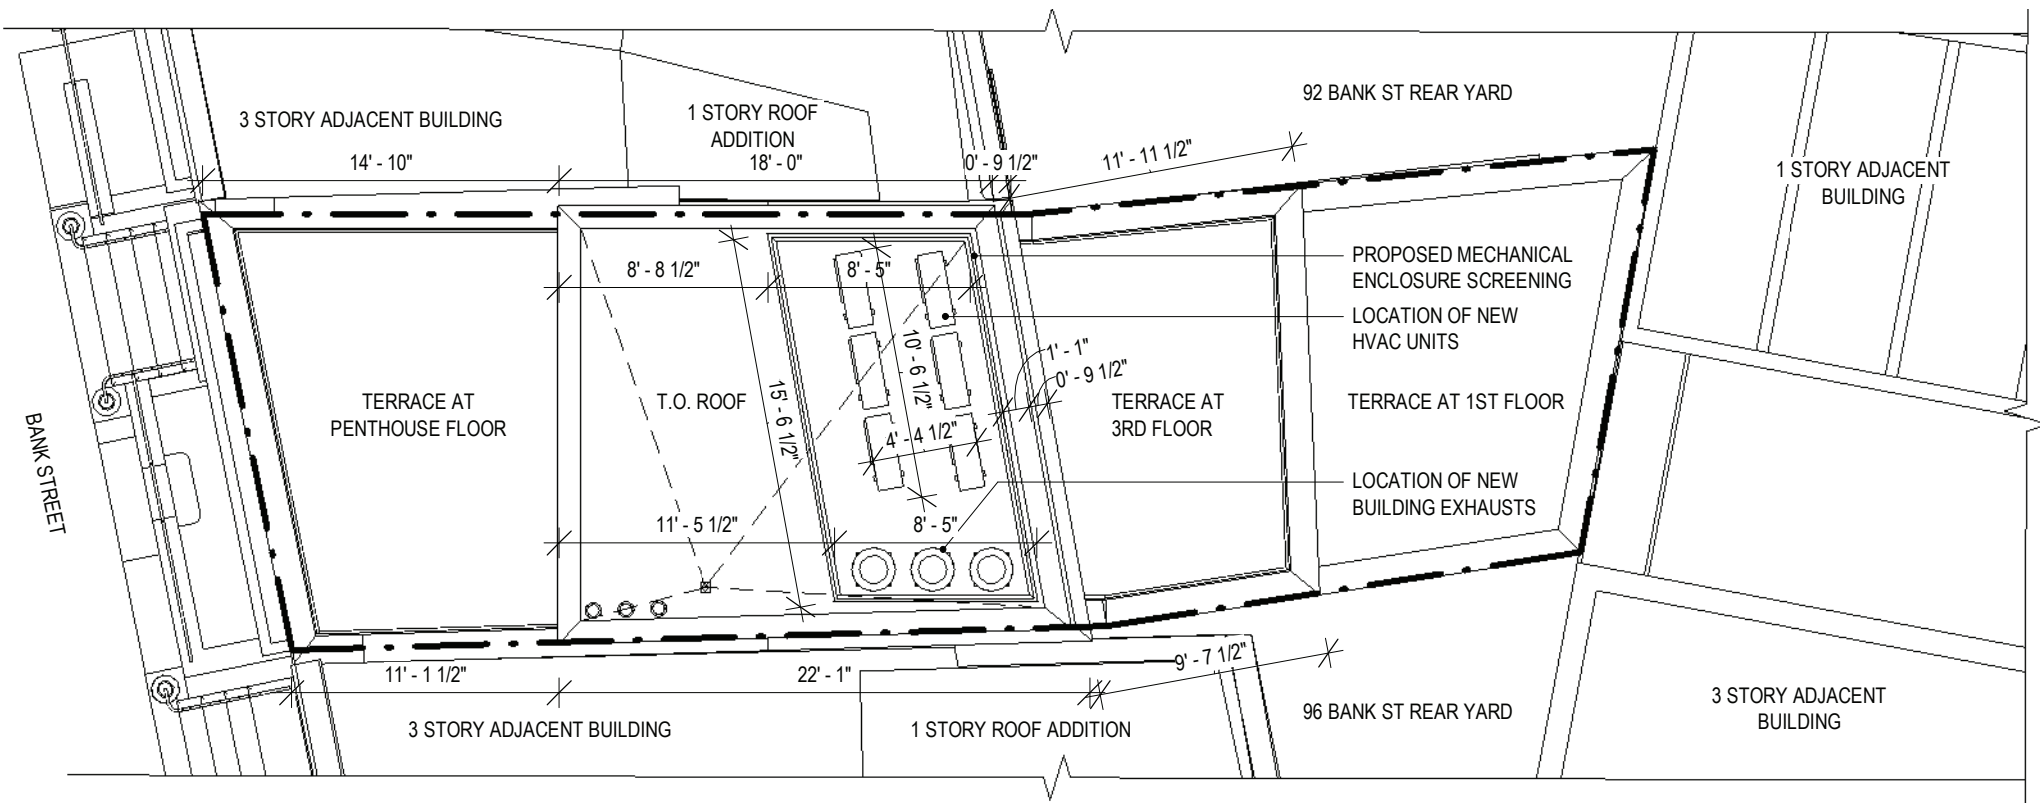 92 BANK ST REAR YARD
3 STORY ADJACENT BUILDING
1 STORY ROOF
ADDITION
14' - 10"
18' - 0"
0' - 9 1/2"
11' - 11 1/2"
1 STORY ADJACENT
BUILDING
PROPOSED MECHANICAL
ENCLOSURE SCREENING
8' - 8 1/2"
8' - 5"
LOCATION OF NEW
HVAC UNITS
10' - 6 1/2"
1' - 1"
0' - 9 1/2"
15' - 6 1/2"
TERRACE AT
PENTHOUSE FLOOR
T.O. ROOF
TERRACE AT
3RD FLOOR
TERRACE AT 1ST FLOOR
4' - 4 1/2"
BANK STREET
LOCATION OF NEW
BUILDING EXHAUSTS
11' - 5 1/2"
8' - 5"
11' - 1 1/2"
22' - 1"
9' - 7 1/2"
3 STORY ADJACENT BUILDING
1 STORY ROOF ADDITION
96 BANK ST REAR YARD
3 STORY ADJACENT
BUILDING